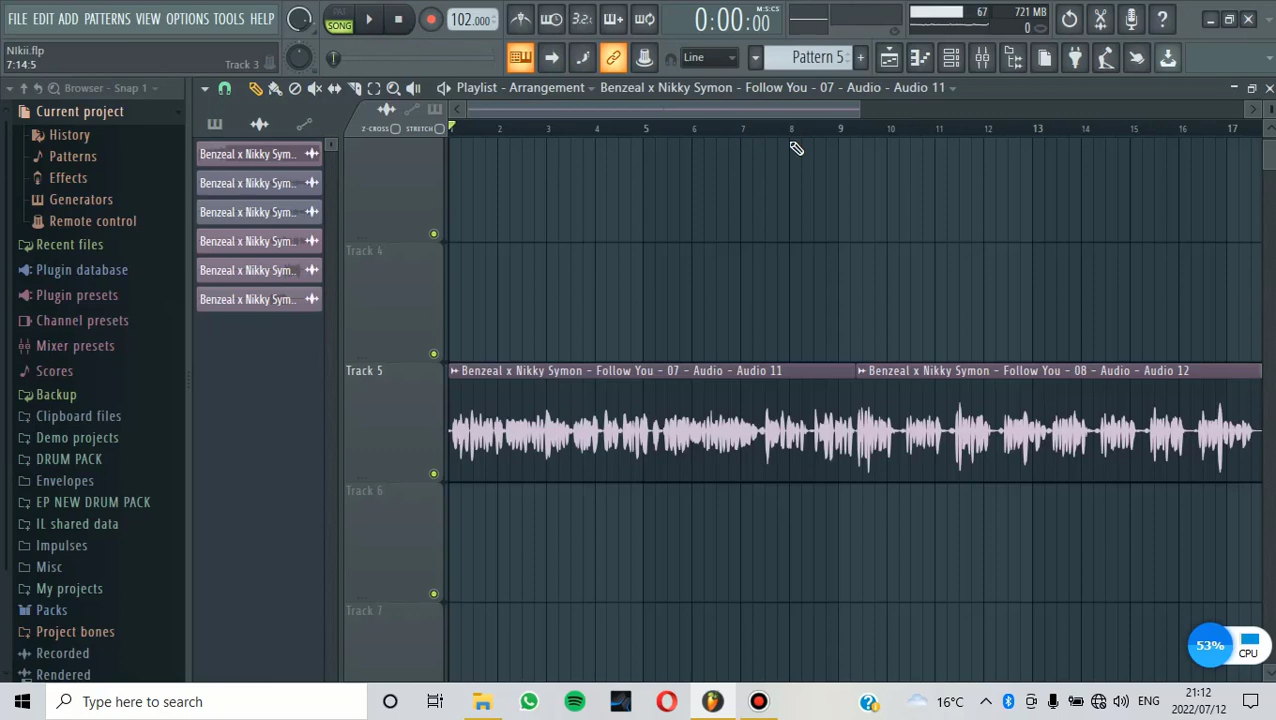 FILE EDIT ADD PATTERNS VIEW OPTIONS TOOLS HELP
PAT
SONG
102.000
3.2.
M:S:CS
0:00:00
67
721 MB
0
NIkii.flp
7:14:5
Track 3
Line
Pattern 5
Browser - Snap 1
Playlist - Arrangement
Benzeal x Nikky Symon - Follow You - 07 - Audio - Audio 11
Z-CROSS
STRETCH
1 2 3 4 5 6 7 8 9 10 11 12 13 14 15 16 17
Current project
History
Patterns
Effects
Generators
Remote control
Recent files
Plugin database
Plugin presets
Channel presets
Mixer presets
Scores
Backup
Clipboard files
Demo projects
DRUM PACK
Envelopes
EP NEW DRUM PACK
IL shared data
Impulses
Misc
My projects
Packs
Project bones
Recorded
Rendered
Benzeal x Nikky Sym..
Benzeal x Nikky Sym..
Benzeal x Nikky Sym..
Benzeal x Nikky Sym..
Benzeal x Nikky Sym..
Benzeal x Nikky Sym..
Track 4
Track 5
Benzeal x Nikky Symon - Follow You - 07 - Audio - Audio 11
Benzeal x Nikky Symon - Follow You - 08 - Audio - Audio 12
Track 6
Track 7
53%
CPU
Type here to search
16°C
ENG
21:12
2022/07/12